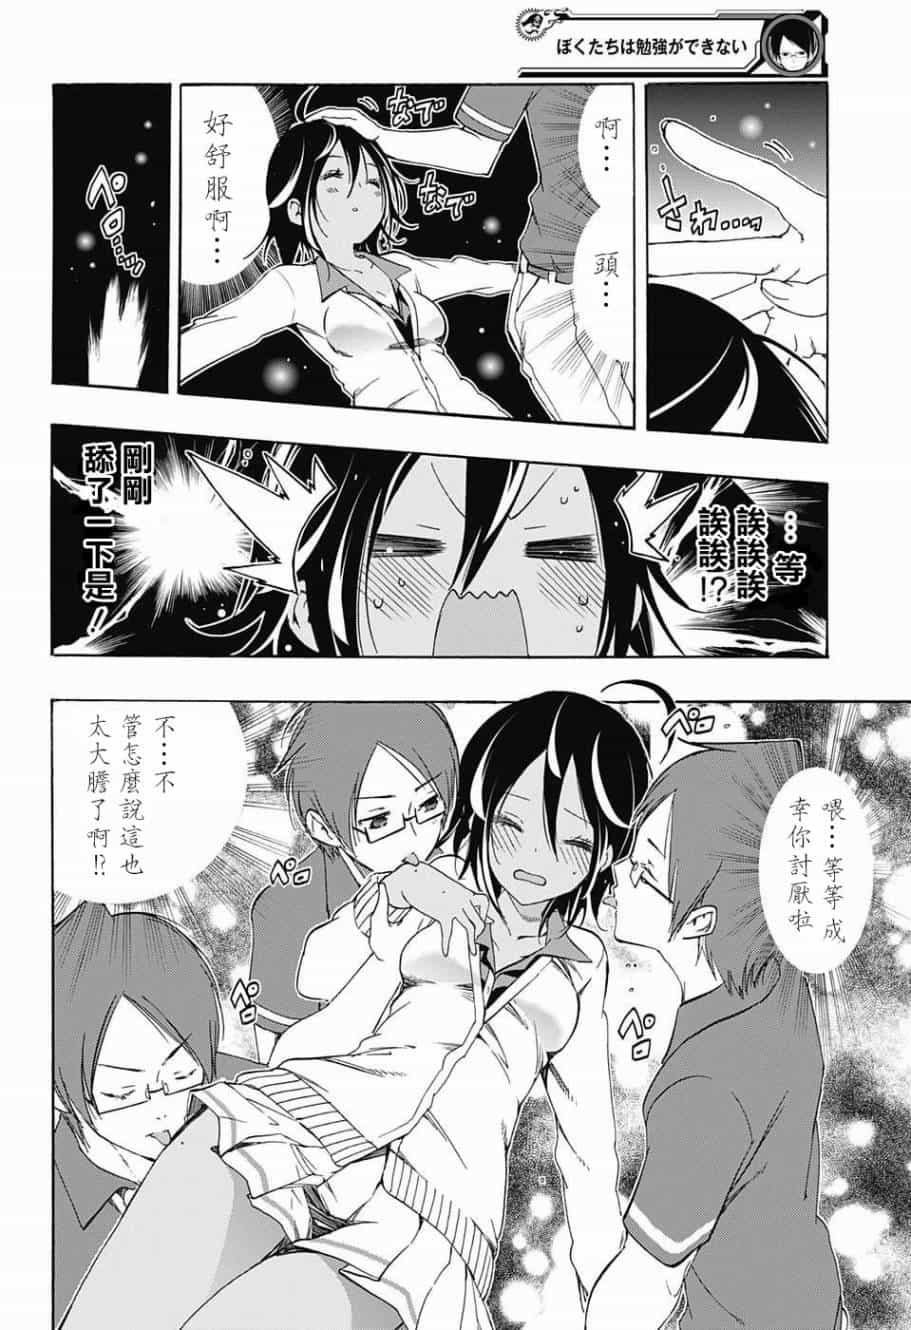 ぼくたちは勉強ができない
さわ…ッ
啊…
頭…
なで
なで
好
舒
服
啊…
ペロ…ッ
…等
誒誒誒
誒誒!?
剛剛
舔了一下是!
喂…等等成
幸你討厭啦
ペロ
ペロ
ペロ
ペロ
不…不
管怎麼說這也
太大膽了啊!?